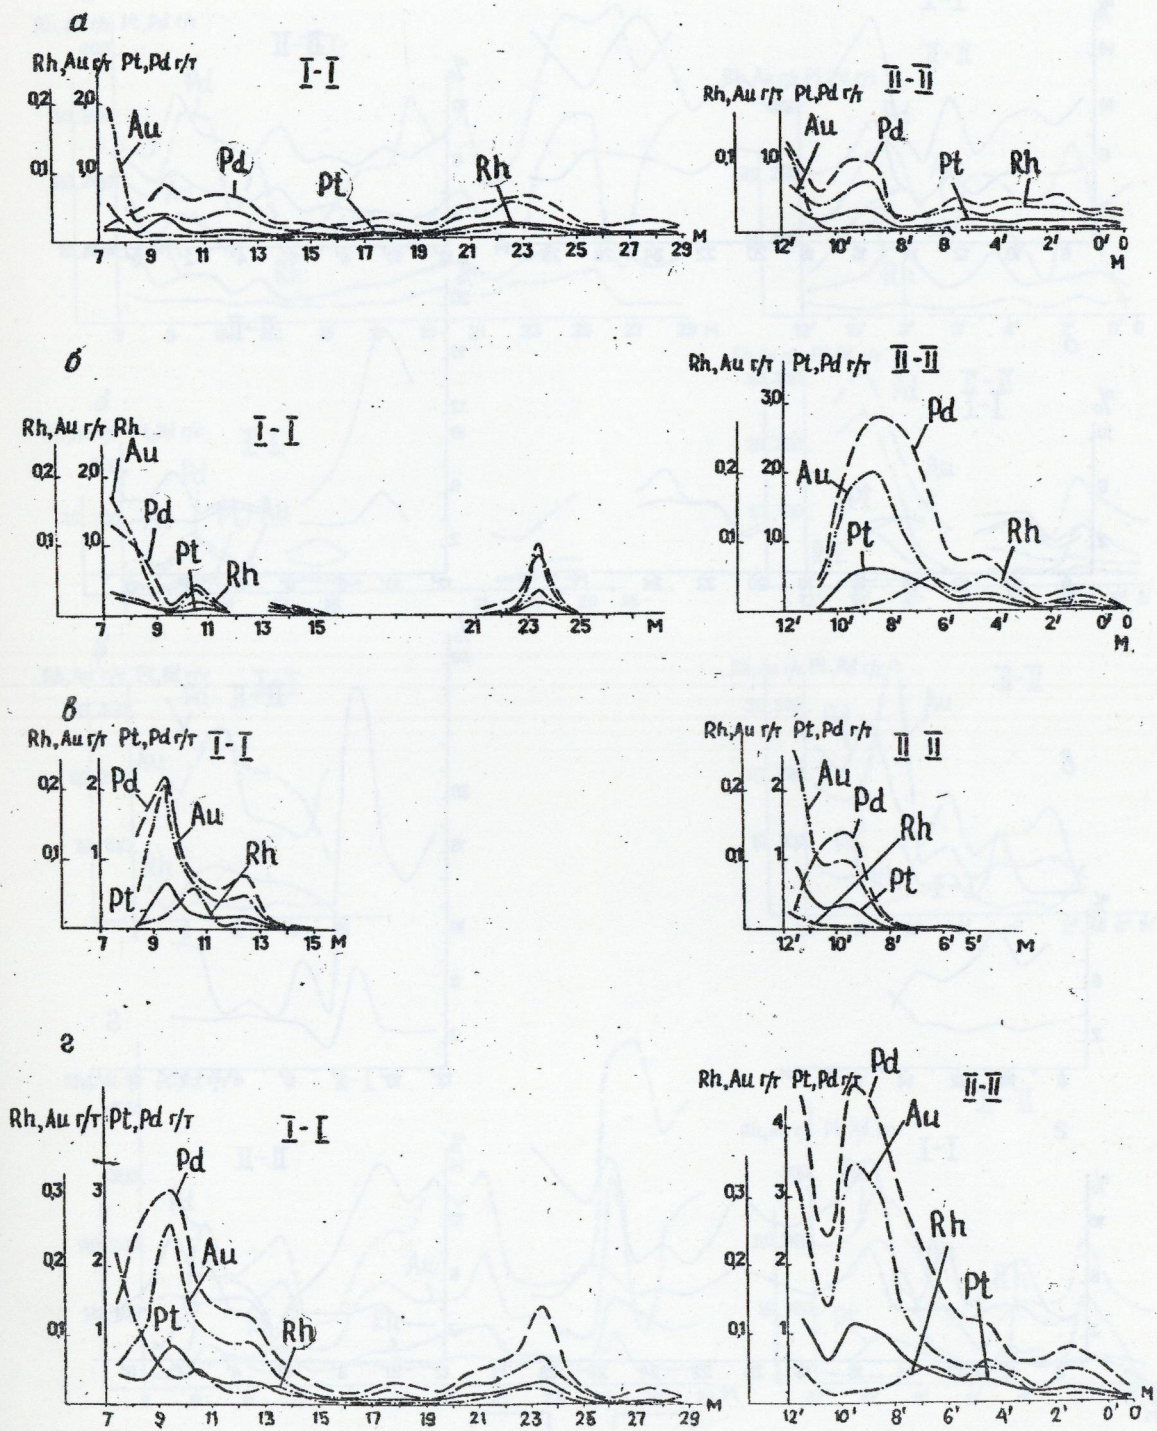 а
Rh, Au г/т Pt, Pd г/т I-I
0,2 2,0
0,1 1,0
Au Pd Pt Rh
7 9 11 13 15 17 19 21 23 25 27 29 М
Rh, Au г/т Pt, Pd г/т II-II
0,1 1,0
Au Pd Pt Rh
12' 10' 8' 6' 4' 2' 0' 0
М
б
Rh, Au г/т Rh I-I
0,2 2,0
0,1 1,0
Au Pd Pt Rh
7 9 11 13 15 21 23 25 М
Rh, Au г/т Pt, Pd г/т II-II
3,0
0,2 2,0
0,1 1,0
Pd Au Pt Rh
12' 10' 8' 6' 4' 2' 0' 0
М
в
Rh, Au г/т Pt, Pd г/т I-I
0,2 2
0,1 1
Pd Au Rh Pt
7 9 11 13 15 М
Rh, Au г/т Pt, Pd г/т II II
0,2 2
0,1 1
Au Pd Rh Pt
12' 10' 8' 6' 5' М
г
Rh, Au г/т Pt, Pd г/т I-I
0,3 3
0,2 2
0,1 1
Pd Au Pt Rh
7 9 11 13 15 17 19 21 23 25 27 29 М
Rh, Au г/т Pt, Pd г/т II-II
4
0,3 3
0,2 2
0,1 1
Pd Au Rh Pt
12' 10' 8' 6' 4' 2' 0' 0
М